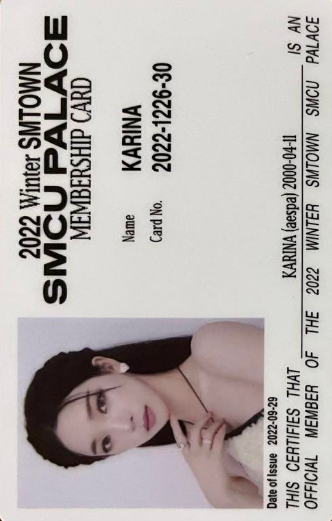 2022 Winter SMTOWN
SMCU PALACE
MEMBERSHIP CARD
Name KARINA
Card No. 2022-1226-30
Date of Issue 2022-09-29
THIS CERTIFIES THAT KARINA (aespa) 2000-04-11 IS AN
OFFICIAL MEMBER OF THE 2022 WINTER SMTOWN SMCU PALACE